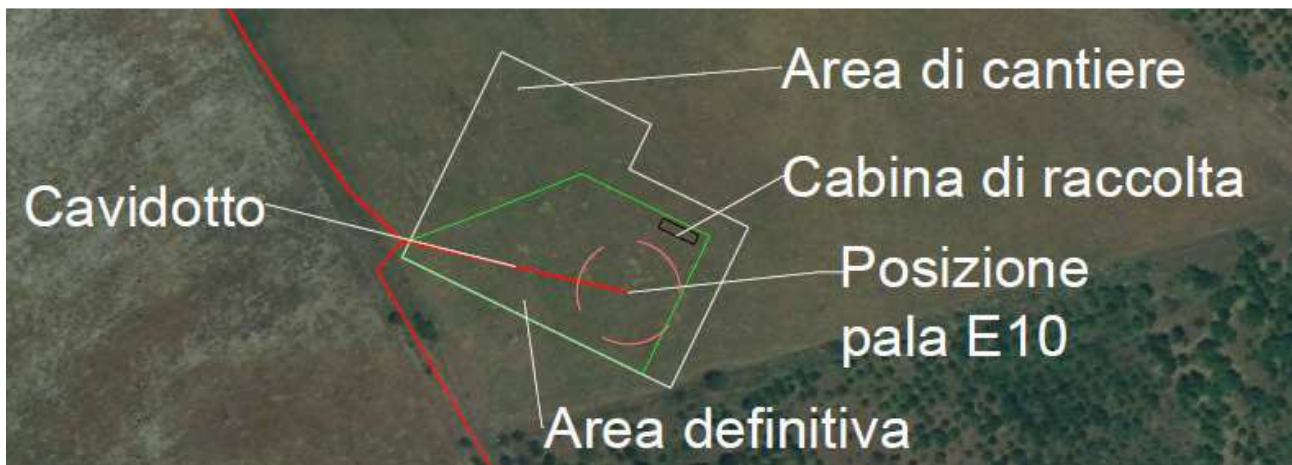 Area di cantiere
Cabina di raccolta
Cavidotto
Posizione
pala E10
Area definitiva